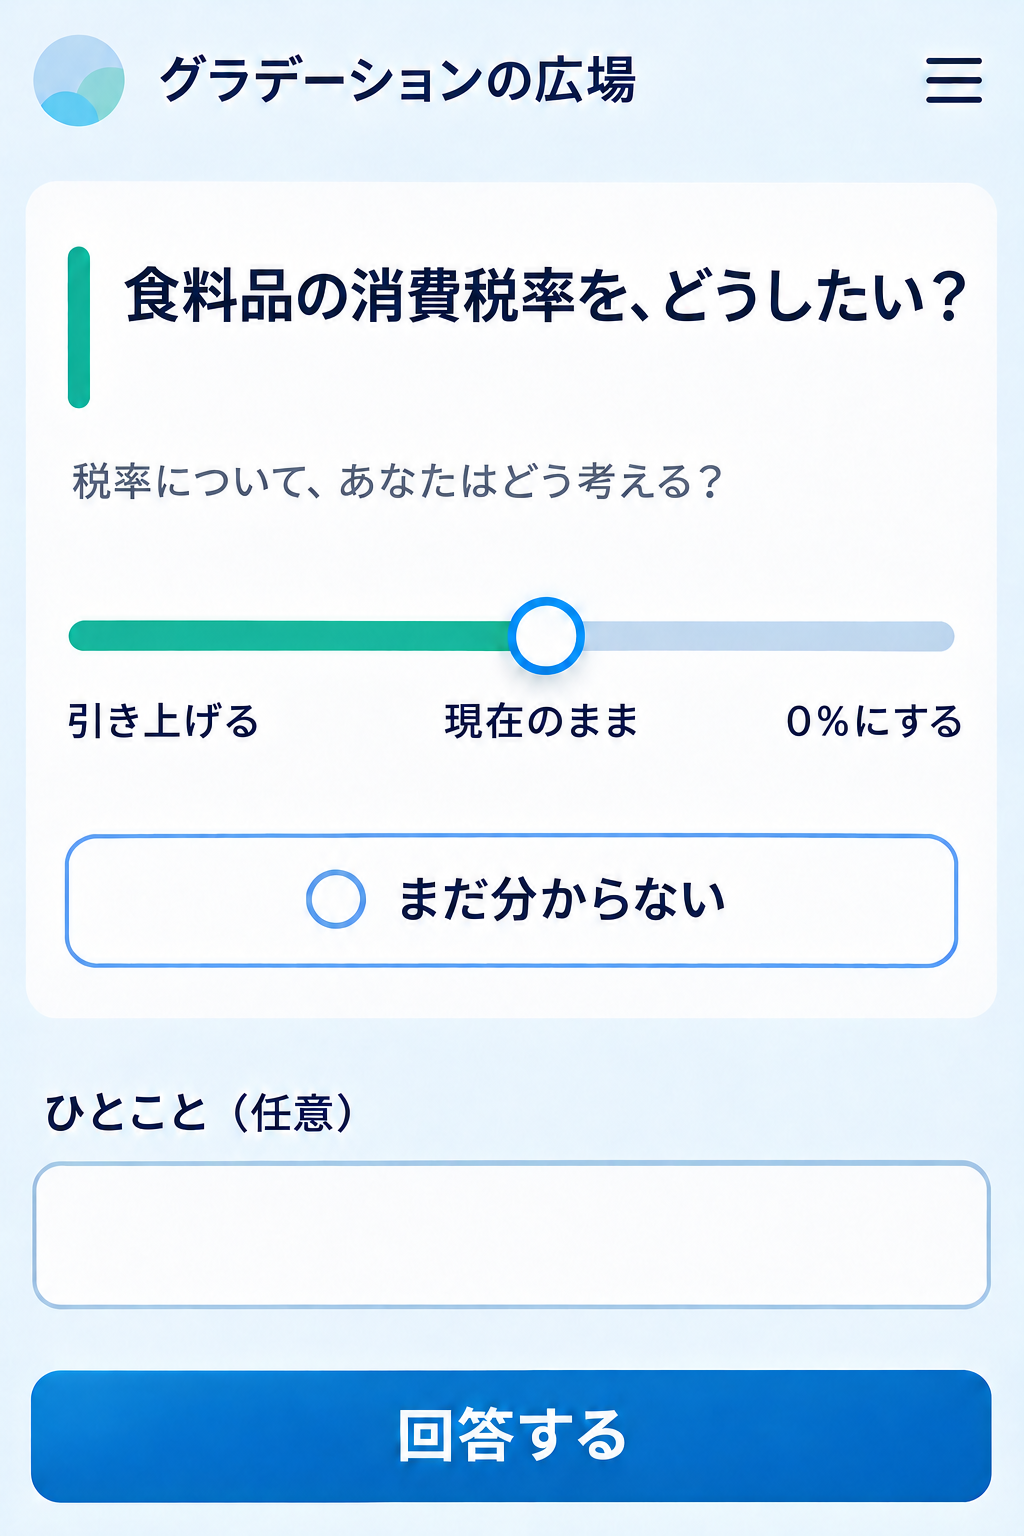 グラデーションの広場
食料品の消費税率を、どうしたい？
税率について、あなたはどう考える？
引き上げる 現在のまま 0％にする
まだ分からない
ひとこと（任意）
回答する